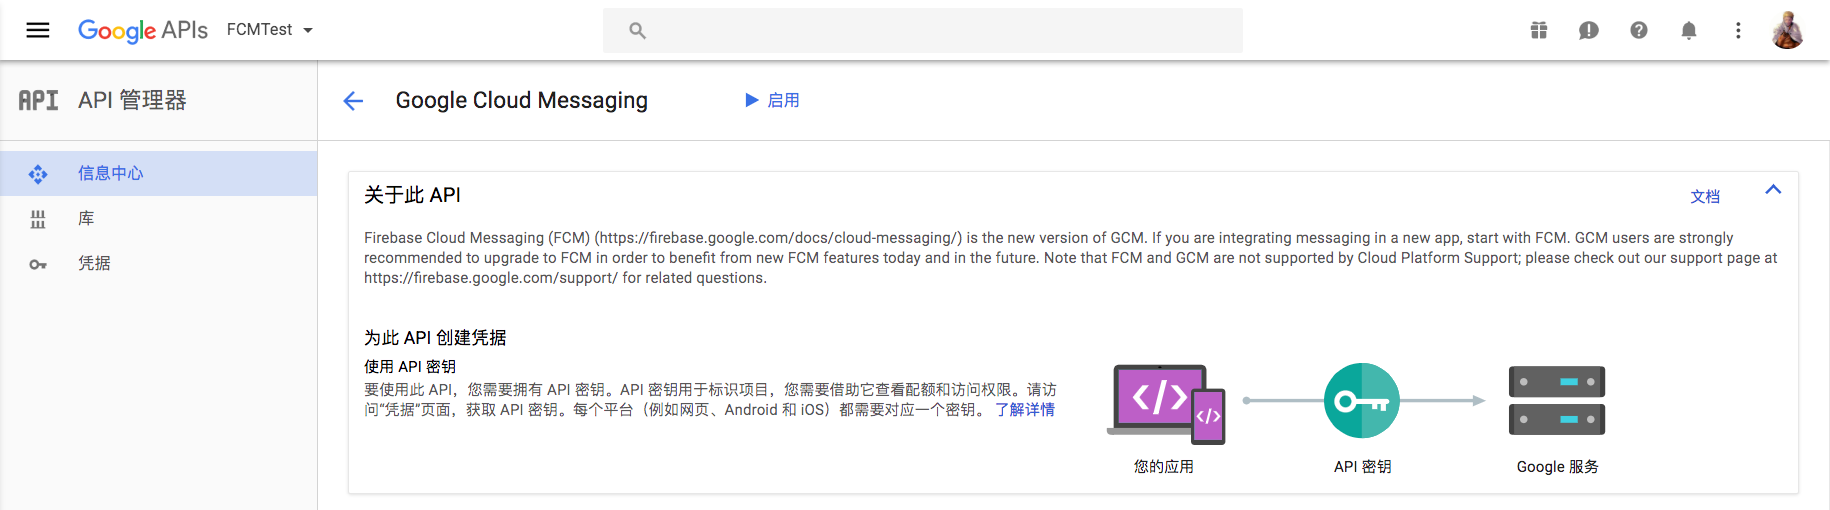 Google APIs FCMTest
API API 管理器
Google Cloud Messaging 启用
信息中心
库
凭据
关于此 API
文档
Firebase Cloud Messaging (FCM) (https://firebase.google.com/docs/cloud-messaging/) is the new version of GCM. If you are integrating messaging in a new app, start with FCM. GCM users are strongly
recommended to upgrade to FCM in order to benefit from new FCM features today and in the future. Note that FCM and GCM are not supported by Cloud Platform Support; please check out our support page at
https://firebase.google.com/support/ for related questions.
为此 API 创建凭据
使用 API 密钥
要使用此 API，您需要拥有 API 密钥。API 密钥用于标识项目，您需要借助它查看配额和访问权限。请访
问“凭据”页面，获取 API 密钥。每个平台（例如网页、Android 和 iOS）都需要对应一个密钥。 了解详情
</>
</>
您的应用
API 密钥
Google 服务